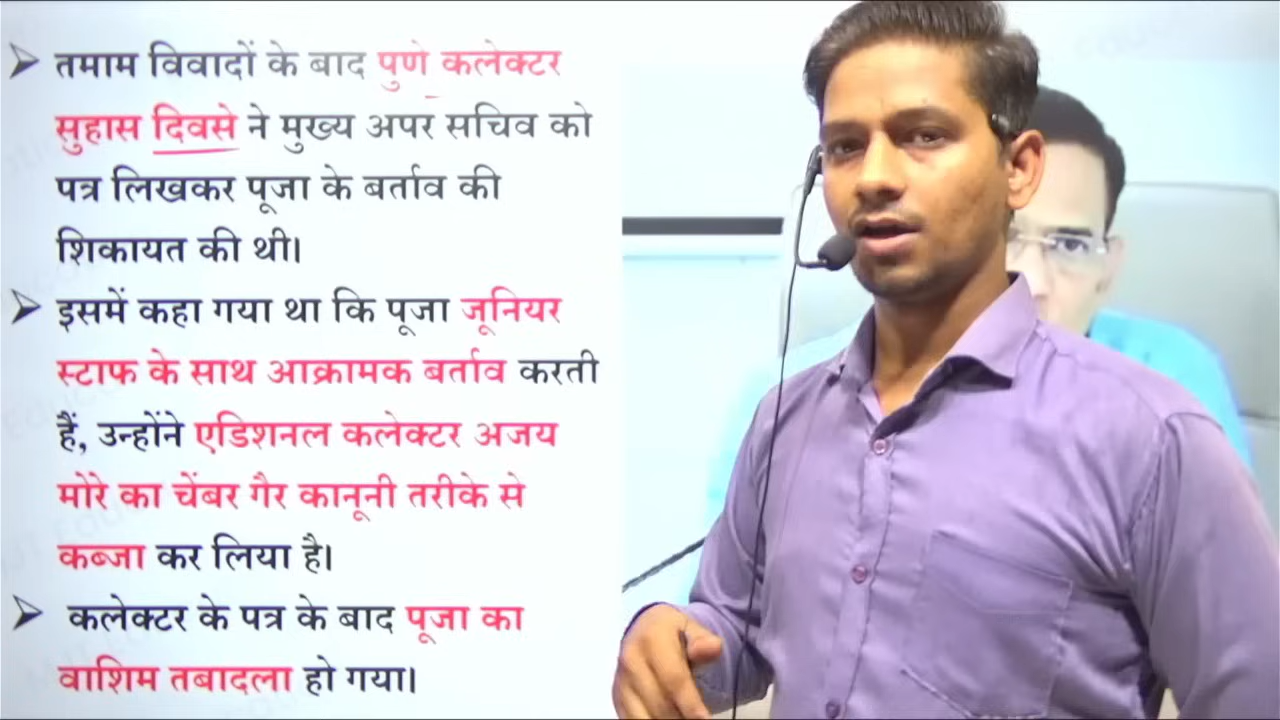 ➢ तमाम विवादों के बाद पुणे कलेक्टर
सुहास दिवसे ने मुख्य अपर सचिव को
पत्र लिखकर पूजा के बर्ताव की
शिकायत की थी।
➢ इसमें कहा गया था कि पूजा जूनियर
स्टाफ के साथ आक्रामक बर्ताव करती
हैं, उन्होंने एडिशनल कलेक्टर अजय
मोरे का चेंबर गैर कानूनी तरीके से
कब्जा कर लिया है।
➢ कलेक्टर के पत्र के बाद पूजा का
वाशिम तबादला हो गया।